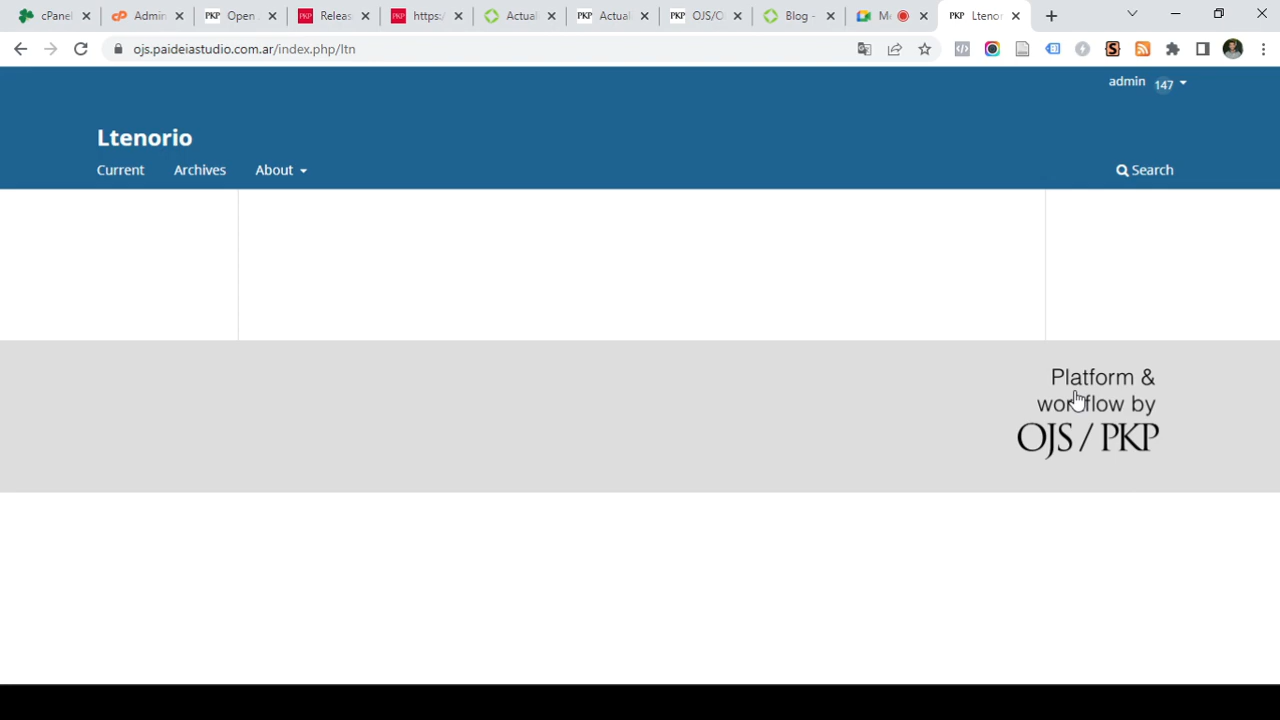 cPanel
Admin
Open
Releas
https:
Actual
Actual
OJS/O
Blog -
Me
Ltenor
ojs.paideiastudio.com.ar/index.php/ltn
admin 147
Ltenorio
Current Archives About Search
Platform &
workflow by
OJS / PKP